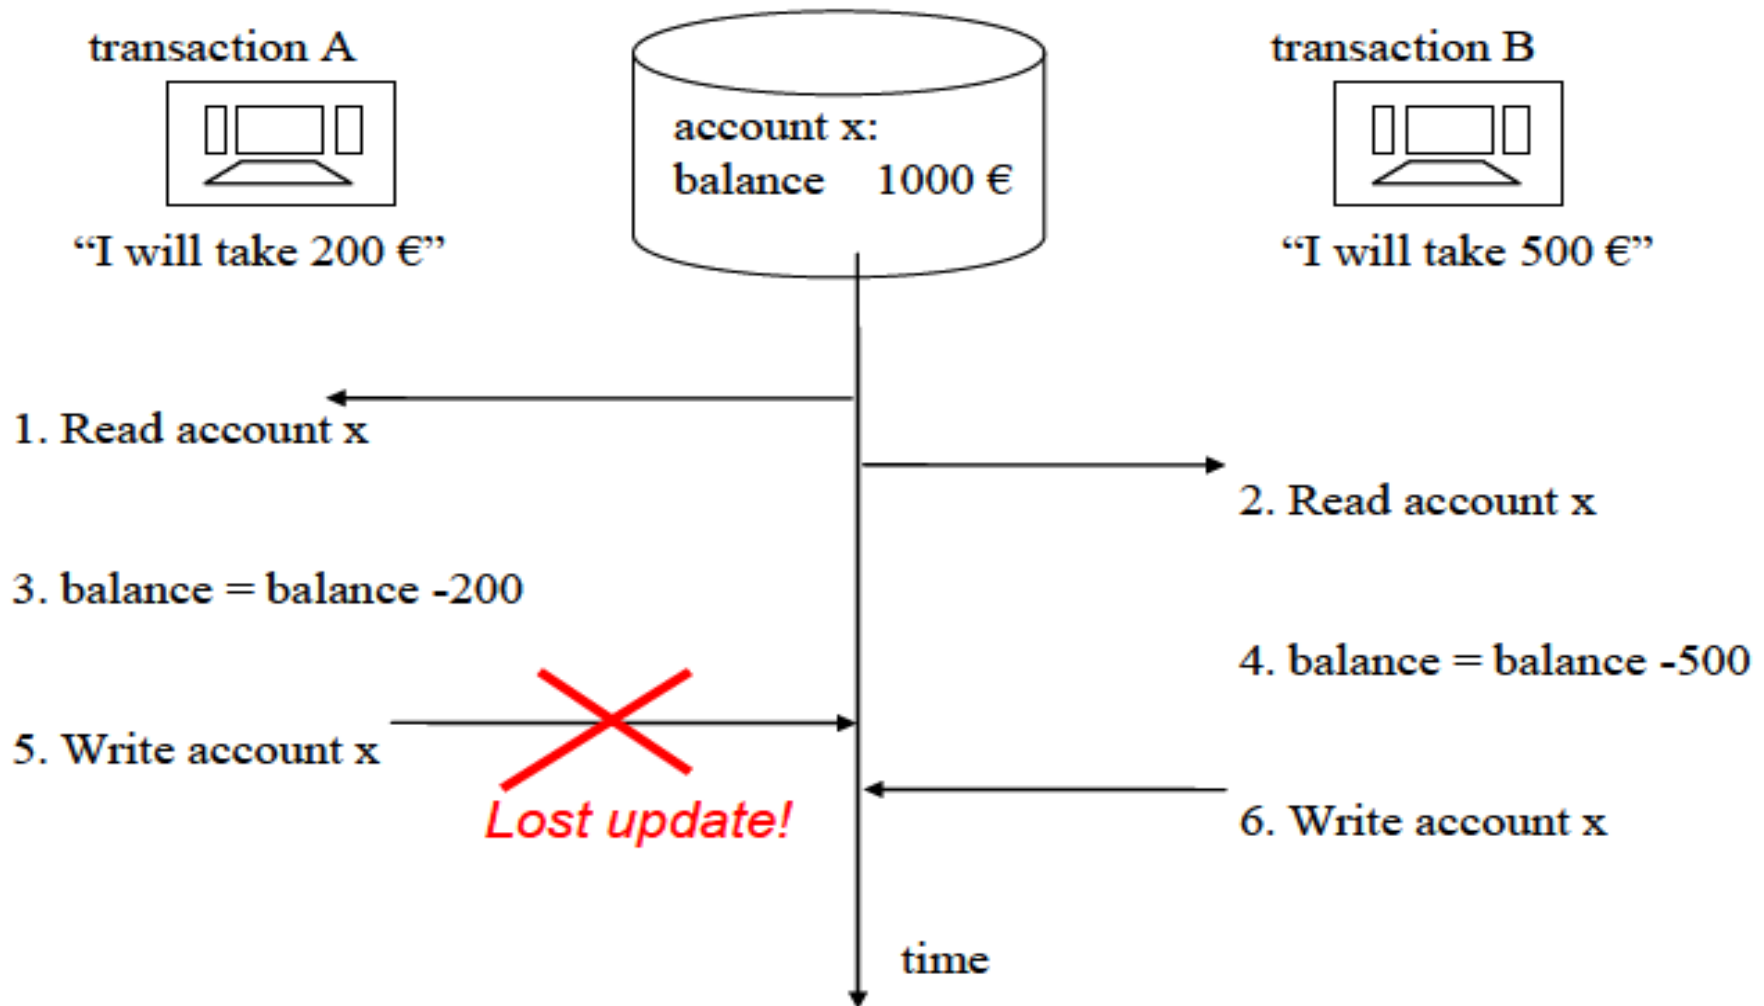 transaction A
transaction B
account x:
balance 1000 €
“I will take 200 €”
“I will take 500 €”
1. Read account x
2. Read account x
3. balance = balance -200
4. balance = balance -500
5. Write account x
Lost update!
6. Write account x
time